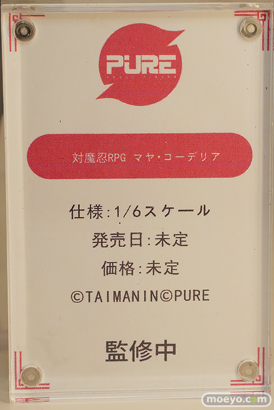 PURE
対魔忍RPG マヤ・コーデリア
仕様:1/6スケール
発売日:未定
価格:未定
©TAIMANIN©PURE
監修中
moeyo.com